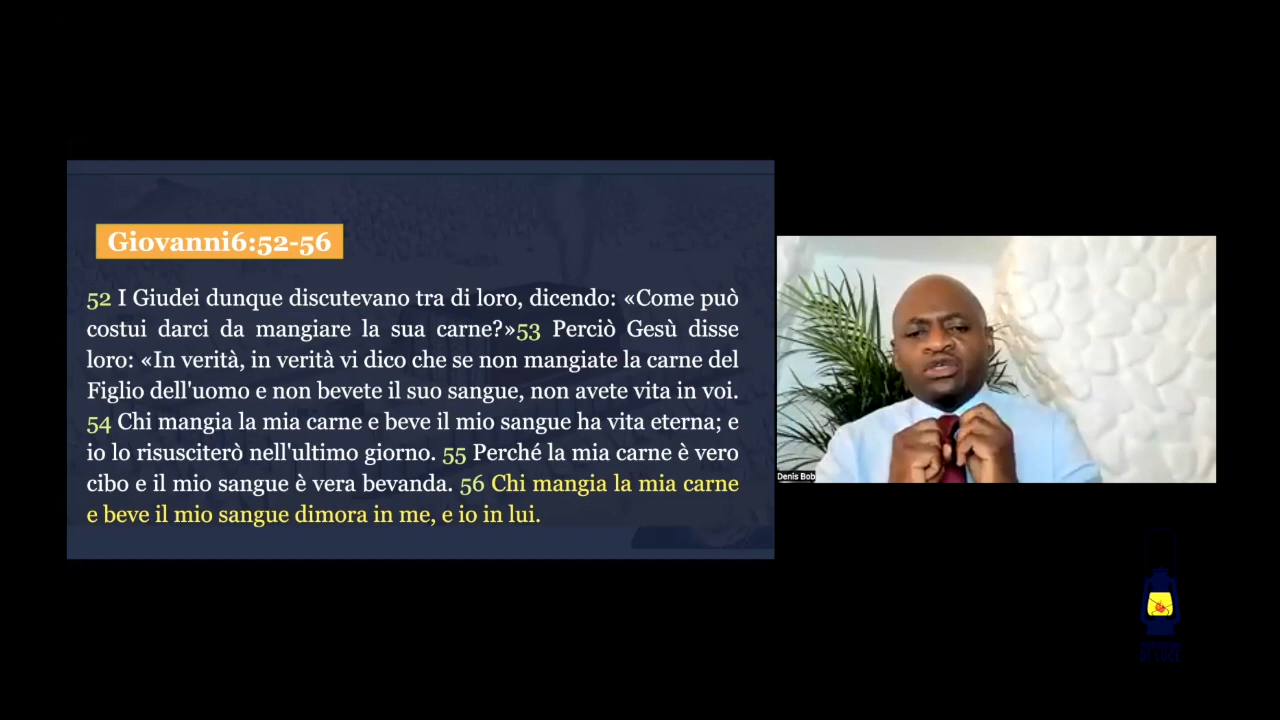 Giovanni6:52-56
52 I Giudei dunque discutevano tra di loro, dicendo: «Come può
costui darci da mangiare la sua carne?»53 Perciò Gesù disse
loro: «In verità, in verità vi dico che se non mangiate la carne del
Figlio dell'uomo e non bevete il suo sangue, non avete vita in voi.
54 Chi mangia la mia carne e beve il mio sangue ha vita eterna; e
io lo risusciterò nell'ultimo giorno. 55 Perché la mia carne è vero
cibo e il mio sangue è vera bevanda. 56 Chi mangia la mia carne
e beve il mio sangue dimora in me, e io in lui.
Denis Bob
DI LUCE